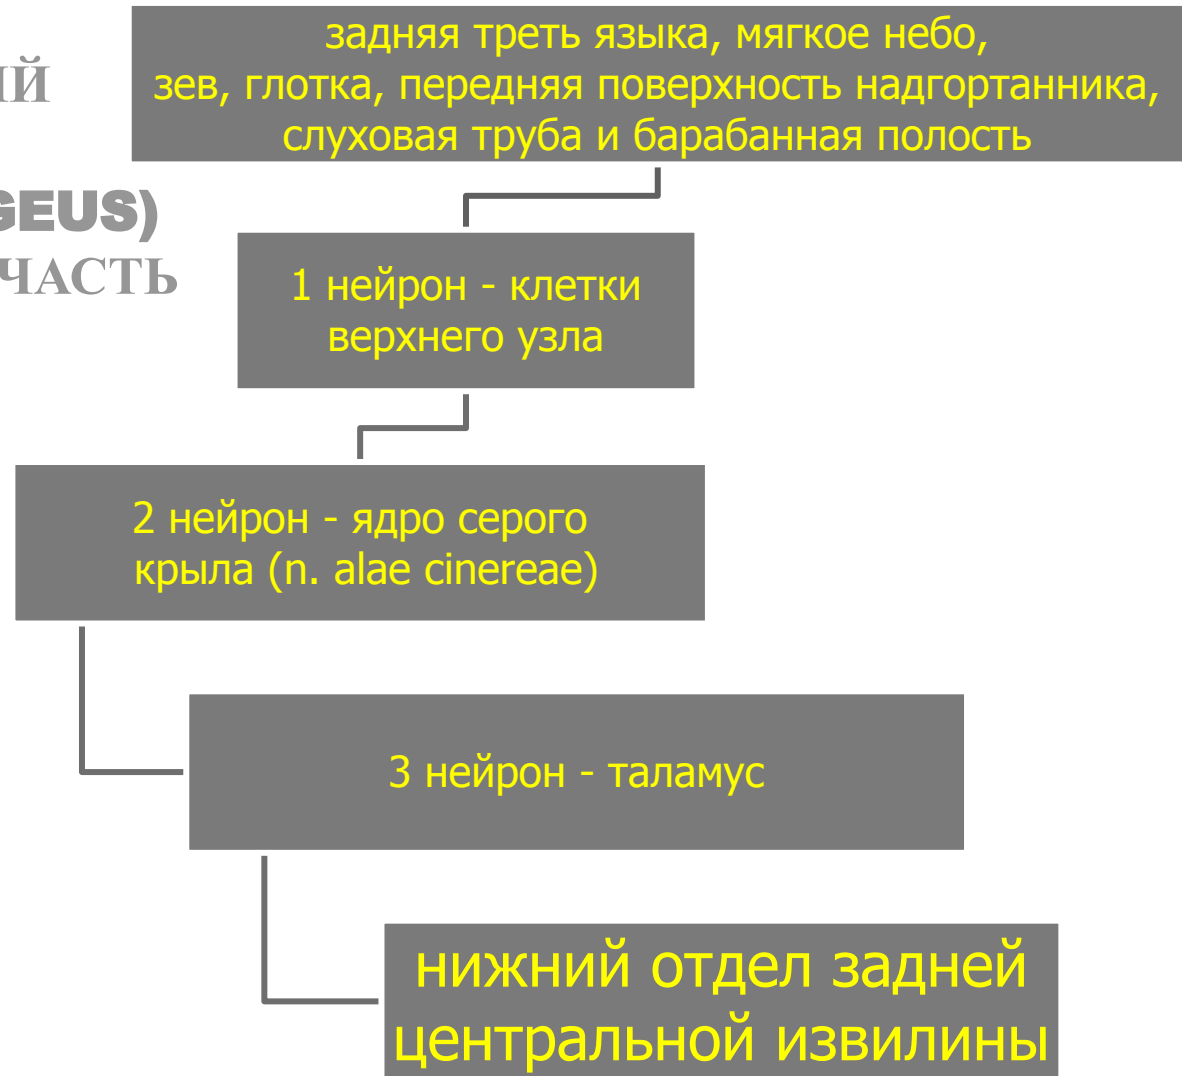 задняя треть языка, мягкое небо,
зев, глотка, передняя поверхность надгортанника,
слуховая труба и барабанная полость
ИЙ
GEUS)
ЧАСТЬ
1 нейрон - клетки
верхнего узла
2 нейрон - ядро серого
крыла (n. alae cinereae)
3 нейрон - таламус
нижний отдел задней
центральной извилины